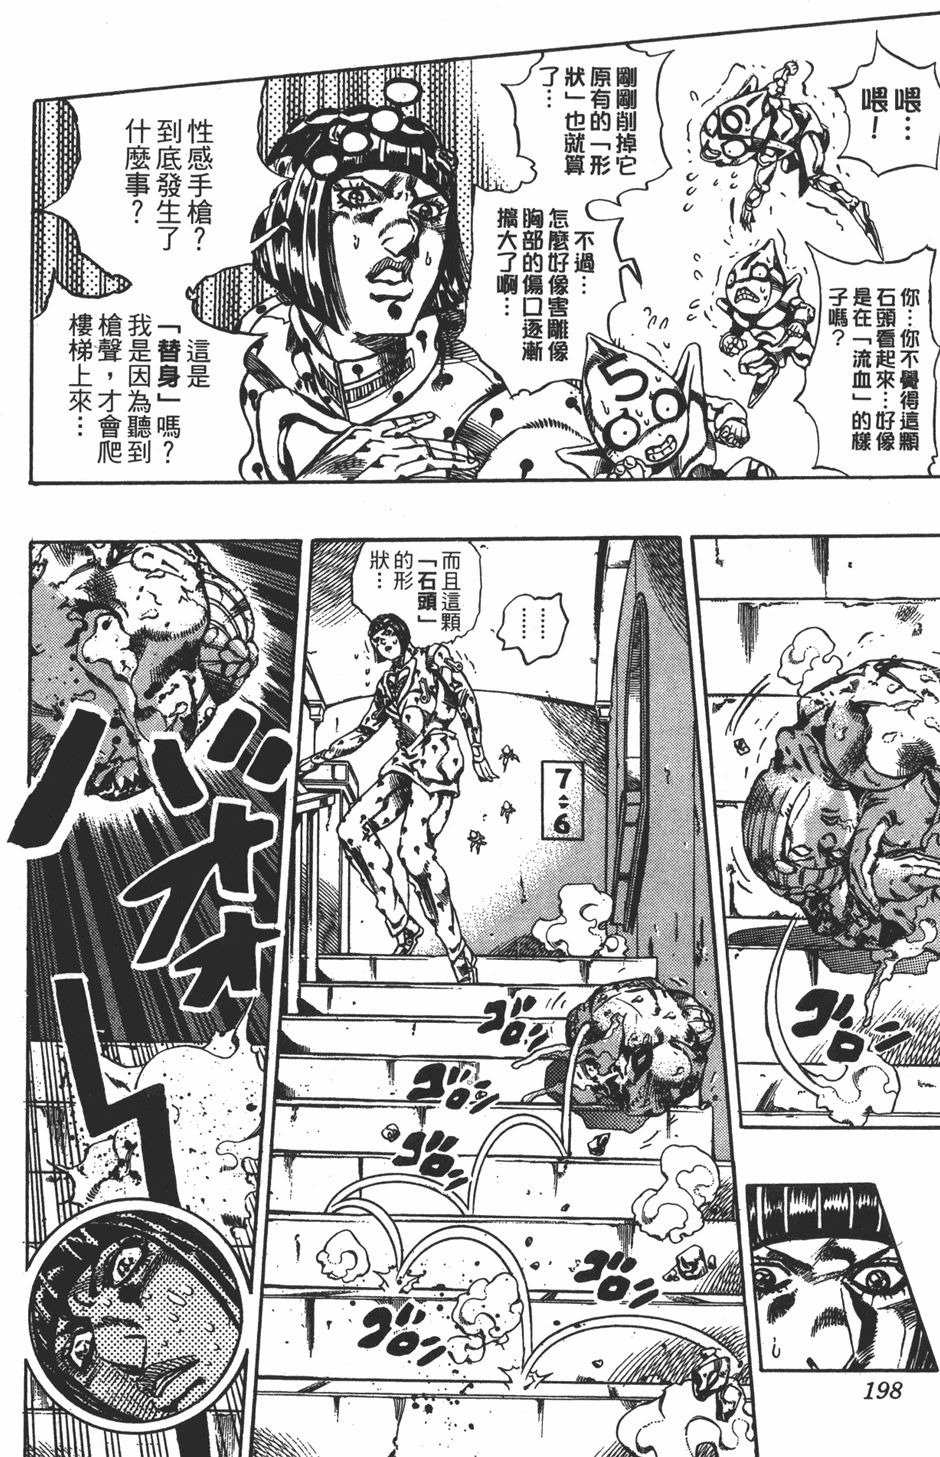 喂…
喂！
你…你不覺得這顆
石頭看起來…好像
是在「流血」的樣
子嗎？
剛剛削掉它
原有的「形
狀」也就算
了…
不過…
怎麼好像害雕像
胸部的傷口逐漸
擴大了啊…
5
5
性感手槍？
到底發生了
什麼事？
這是
「替身」嗎？
我是因為聽到
槍聲，才會爬
樓梯上來…
ゴロ
……
……
而且這顆
「石頭」
的形
狀…
7
6
ゴロン
ゴロン
ゴロン
ゴロン
ゴロン
バオオ
198